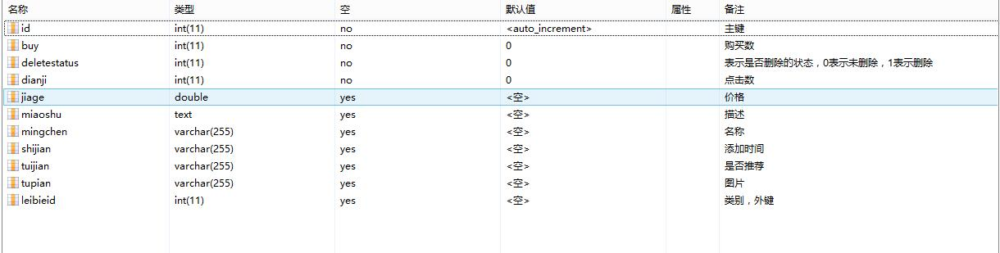 名称 类型 空 默认值 属性 备注
id int(11) no <auto_increment> 主键
buy int(11) no 0 购买数
deletestatus int(11) no 0 表示是否删除的状态，0表示未删除，1表示删除
dianji int(11) no 0 点击数
jiage double yes <空> 价格
miaoshu text yes <空> 描述
mingchen varchar(255) yes <空> 名称
shijian varchar(255) yes <空> 添加时间
tuijian varchar(255) yes <空> 是否推荐
tupian varchar(255) yes <空> 图片
leibieid int(11) yes <空> 类别，外键